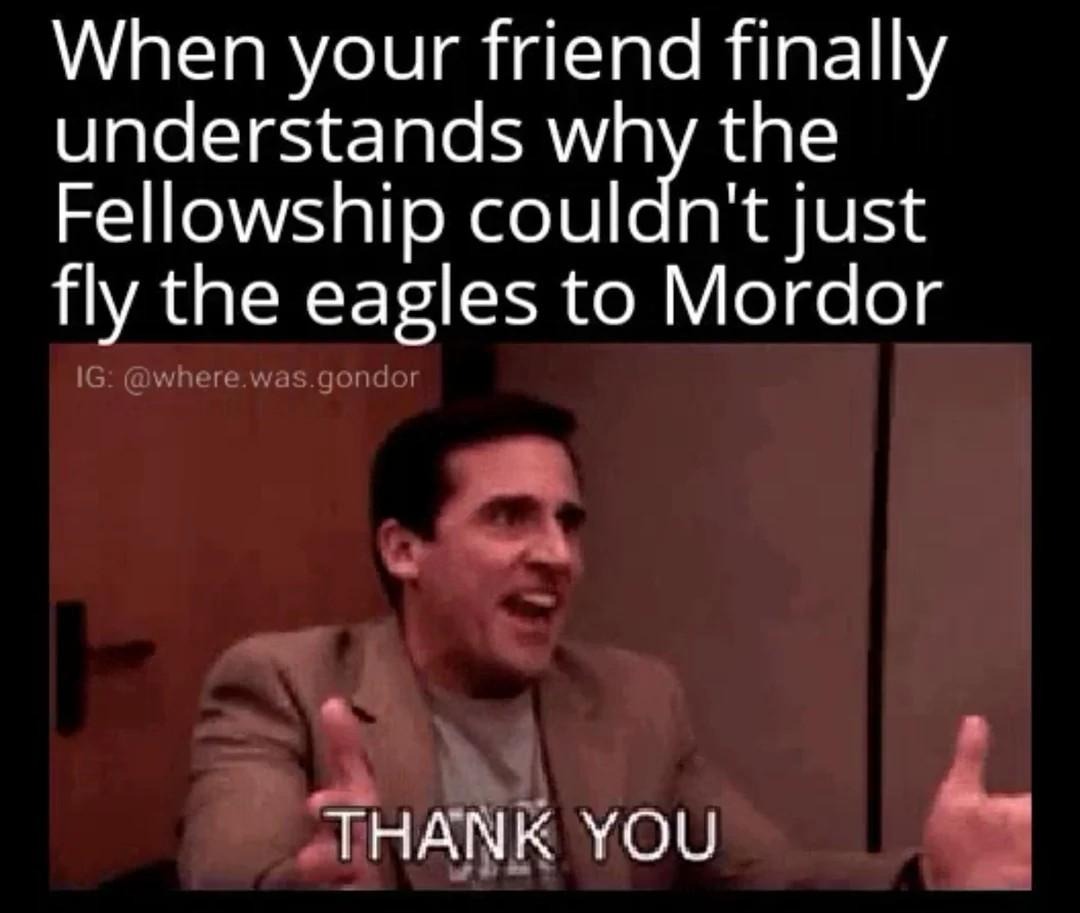 When your friend finally
understands why the
Fellowship couldn't just
fly the eagles to Mordor
IG: @where.was.gondor
THANK YOU